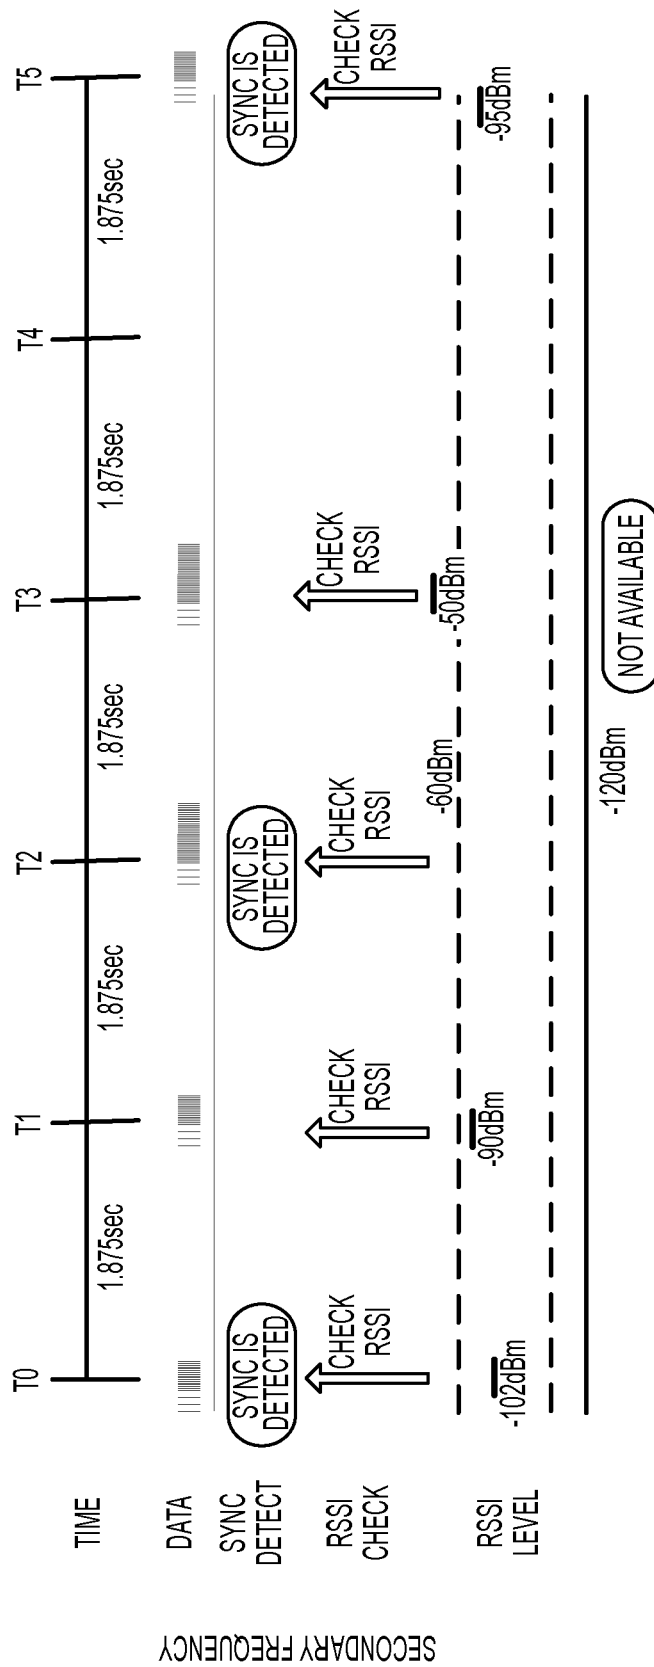 SECONDARY FREQUENCY
TIME
T0
1.875sec
T1
1.875sec
T2
1.875sec
T3
1.875sec
T4
1.875sec
T5
DATA
SYNC
DETECT
SYNC IS
DETECTED
SYNC IS
DETECTED
SYNC IS
DETECTED
RSSI
CHECK
CHECK
RSSI
CHECK
RSSI
CHECK
RSSI
CHECK
RSSI
CHECK
RSSI
RSSI
LEVEL
-102dBm
-90dBm
-60dBm
-50dBm
-95dBm
-120dBm
NOT AVAILABLE